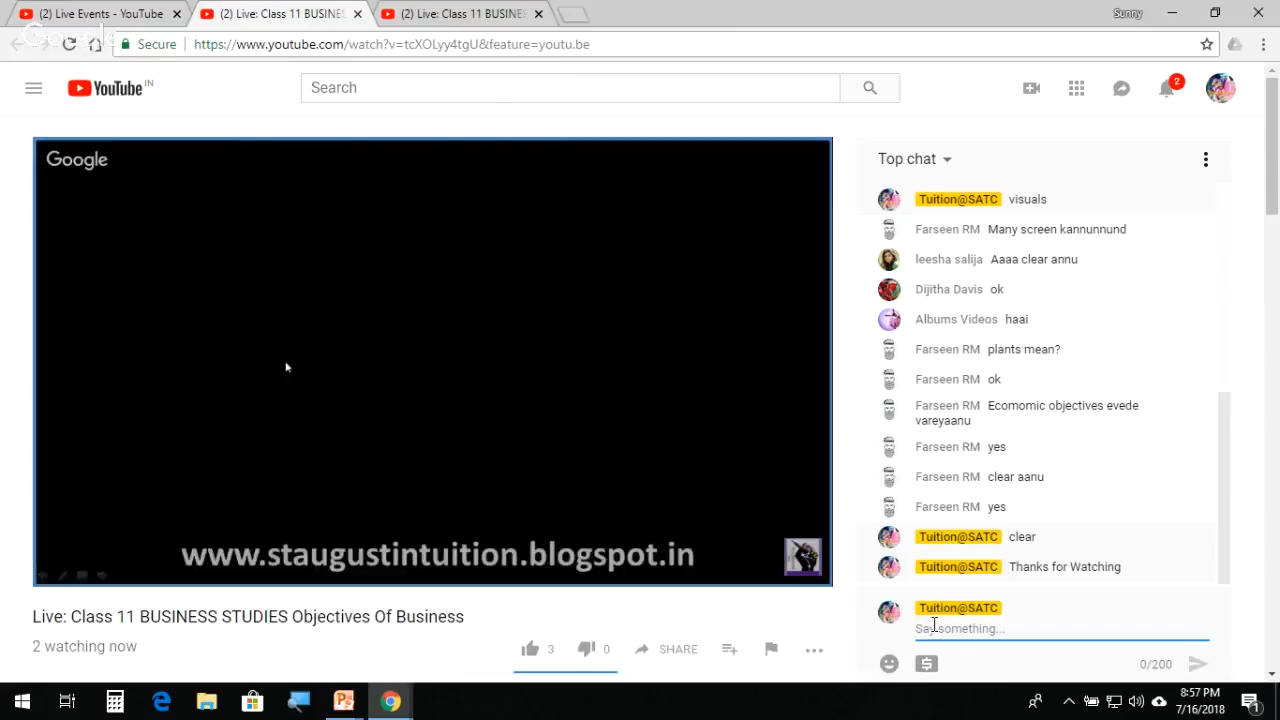 (2) Live Events - YouTube
(2) Live: Class 11 BUSINES
(2) Live: Class 11 BUSINES
Sunny
Secure https://www.youtube.com/watch?v=tcXOLyy4tgU&feature=youtu.be
YouTube IN
Search
2
Google
www.staugustintuition.blogspot.in
Live: Class 11 BUSINESS STUDIES Objectives Of Business
2 watching now
3
0
SHARE
Top chat
Tuition@SATC visuals
Farseen RM Many screen kannunnund
leesha salija Aaaa clear annu
Dijitha Davis ok
Albums Videos haai
Farseen RM plants mean?
Farseen RM ok
Farseen RM Ecomomic objectives evede
vareyaanu
Farseen RM yes
Farseen RM clear aanu
Farseen RM yes
Tuition@SATC clear
Tuition@SATC Thanks for Watching
Tuition@SATC
Say something...
0/200
8:57 PM
7/16/2018